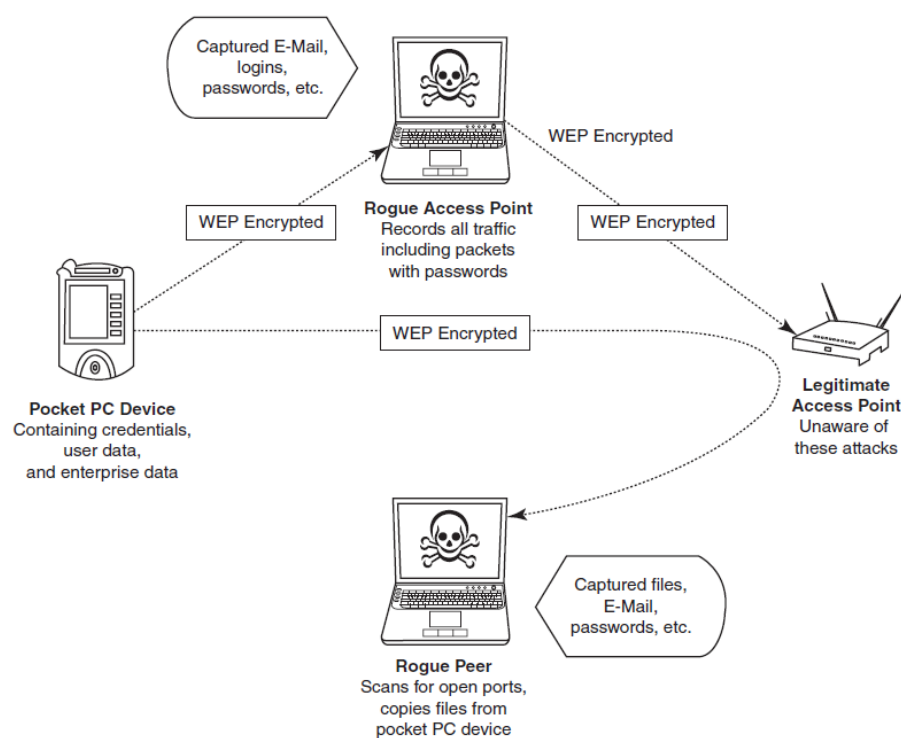 Captured E-Mail,
logins,
passwords, etc.
WEP Encrypted
WEP Encrypted
Rogue Access Point
Records all traffic
including packets
with passwords
WEP Encrypted
WEP Encrypted
Pocket PC Device
Containing credentials,
user data,
and enterprise data
Legitimate
Access Point
Unaware of
these attacks
Captured files,
E-Mail,
passwords, etc.
Rogue Peer
Scans for open ports,
copies files from
pocket PC device